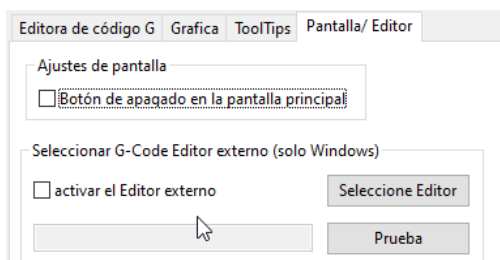 Editora de código G Grafica ToolTips Pantalla/ Editor
Ajustes de pantalla
Botón de apagado en la pantalla principal
Seleccionar G-Code Editor externo (solo Windows)
activar el Editor externo Seleccione Editor
Prueba